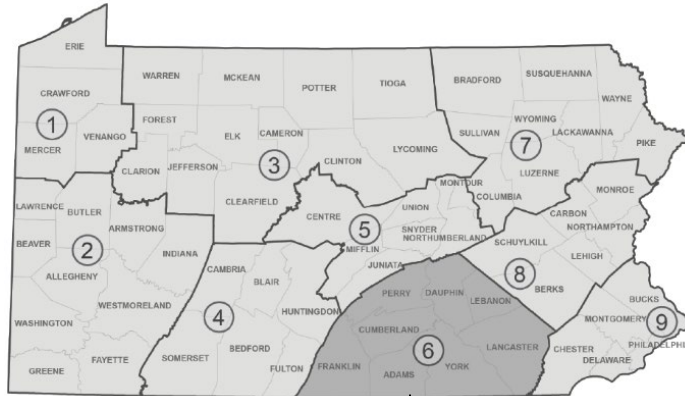 ERIE
CRAWFORD
1
MERCER
VENANGO
WARREN
MCKEAN
POTTER
TIOGA
FOREST
ELK
CAMERON
3
CLARION
JEFFERSON
CLINTON
LYCOMING
CLEARFIELD
BRADFORD
SUSQUEHANNA
WAYNE
WYOMING
SULLIVAN
7
LACKAWANNA
PIKE
LUZERNE
COLUMBIA
LAWRENCE
BUTLER
ARMSTRONG
BEAVER
2
INDIANA
ALLEGHENY
WESTMORELAND
WASHINGTON
FAYETTE
GREENE
CAMBRIA
BLAIR
HUNTINGDON
4
SOMERSET
BEDFORD
FULTON
MONTOUR
CENTRE
UNION
5
SNYDER
NORTHUMBERLAND
MIFFLIN
JUNIATA
MONROE
CARBON
NORTHAMPTON
SCHUYLKILL
LEHIGH
8
BERKS
PERRY
DAUPHIN
LEBANON
CUMBERLAND
6
LANCASTER
FRANKLIN
ADAMS
YORK
BUCKS
MONTGOMERY
9
PHILADELPHI
CHESTER
DELAWARE